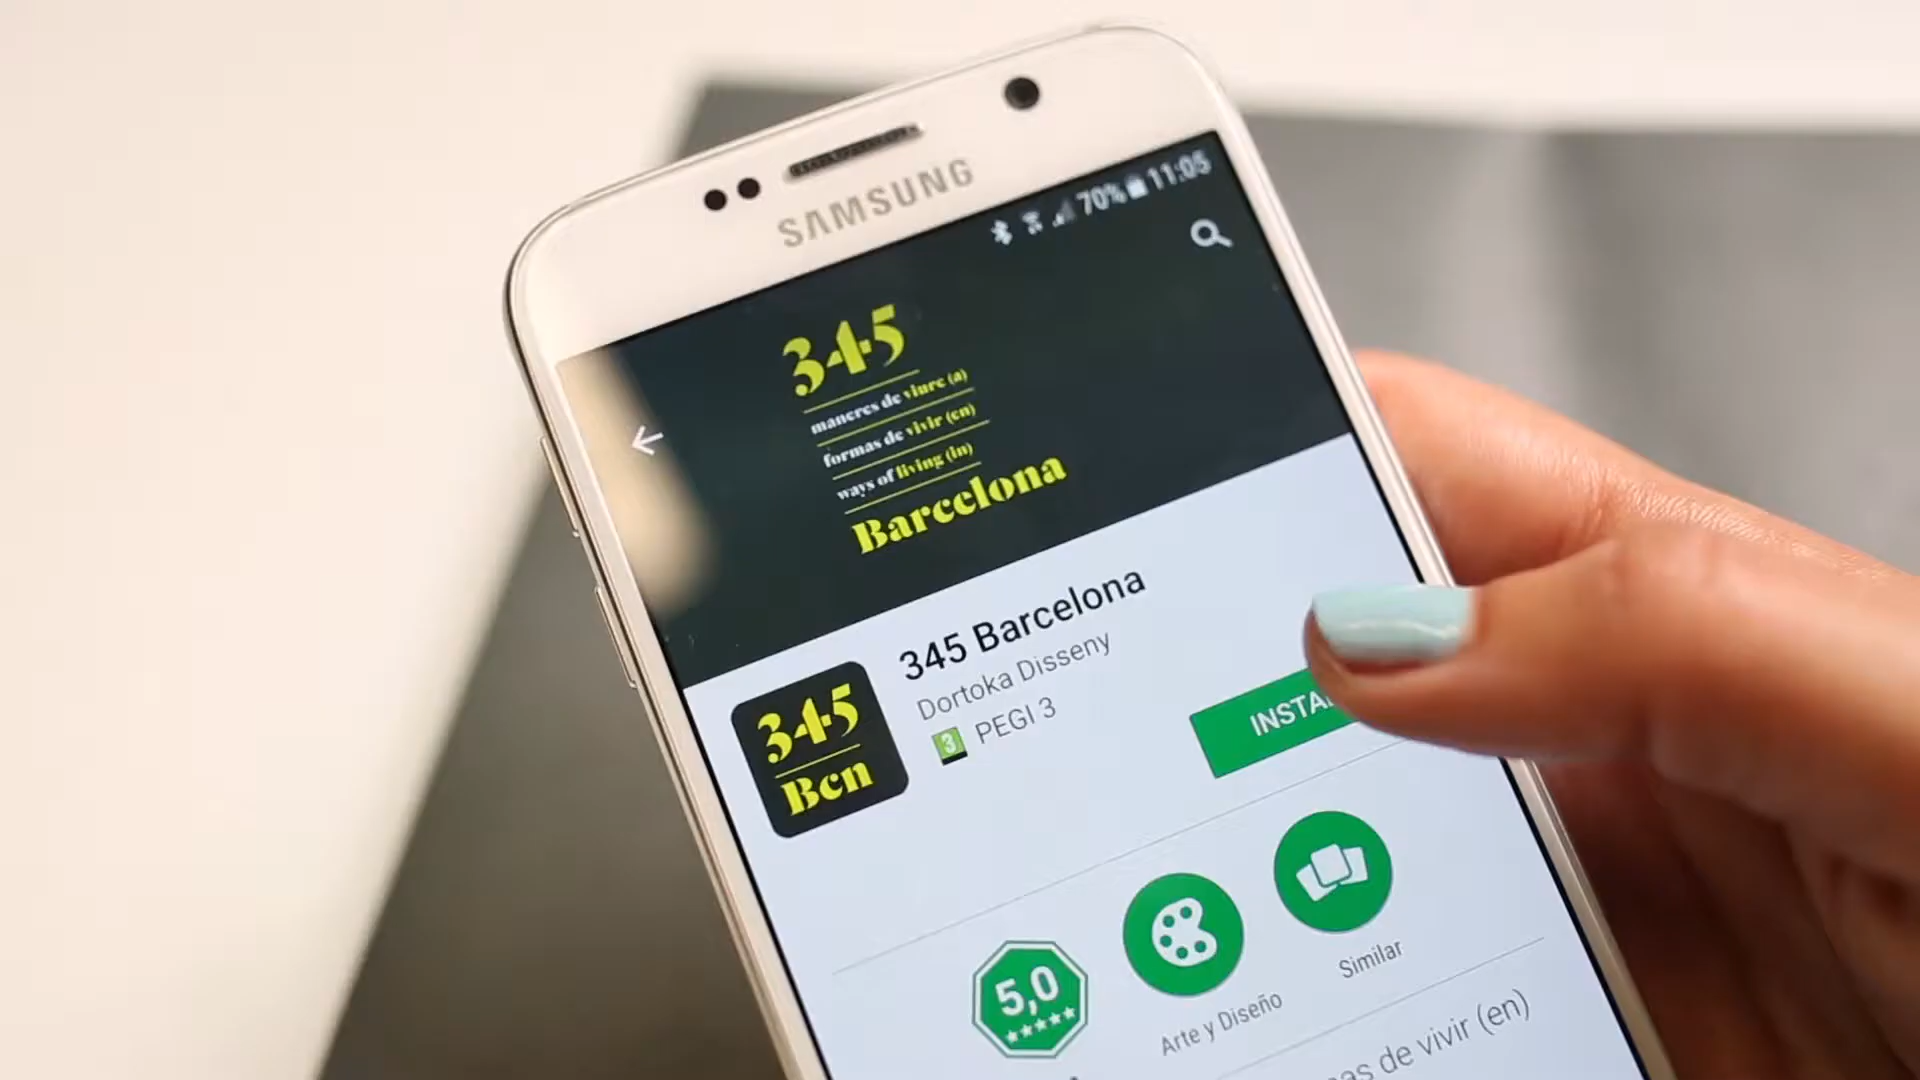 SAMSUNG
70% 11:05
345
maneres de viure (a)
formas de vivir (en)
ways of living (in)
Barcelona
345 Barcelona
Dortoka Disseny
3 PEGI 3
345
Bcn
INSTA
5,0
Arte y Diseño
Similar
de vivir (en)